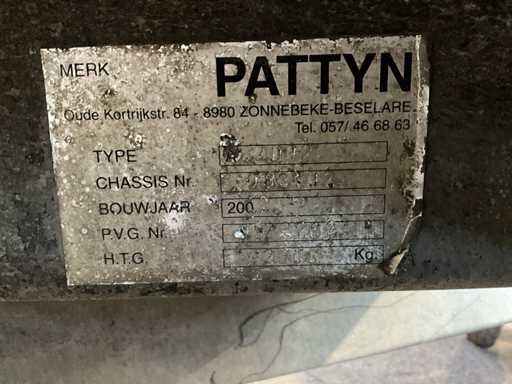 MERK PATTYN
Oude Kortrijkstr. 84 - 8980 ZONNEBEKE-BESELARE
Tel. 057/ 46 68 63
TYPE
CHASSIS Nr.
BOUWJAAR 200
P.V.G. Nr.
H.T.G. Kg.